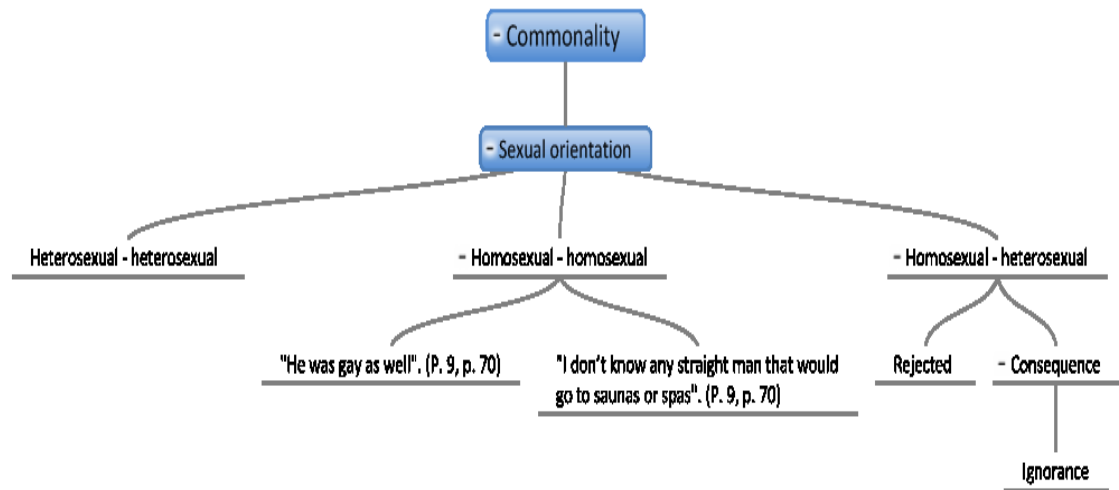 - Commonality
- Sexual orientation
Heterosexual - heterosexual
- Homosexual - homosexual
- Homosexual - heterosexual
"He was gay as well". (P. 9, p. 70)
"I don't know any straight man that would
go to saunas or spas". (P. 9, p. 70)
Rejected
- Consequence
Ignorance